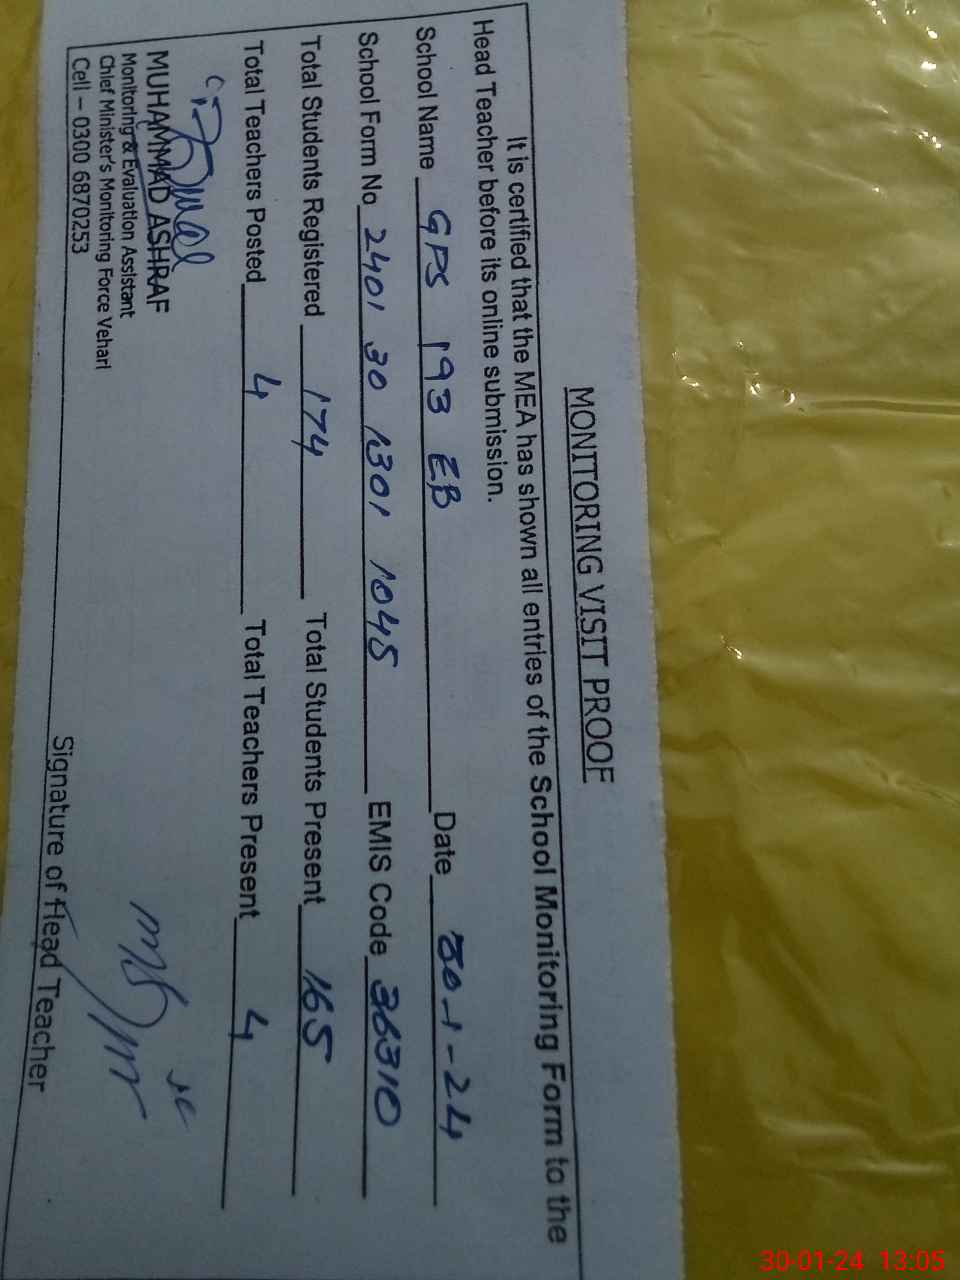 MONITORING VISIT PROOF
It is certified that the MEA has shown all entries of the School Monitoring Form to the
Head Teacher before its online submission.
School Name GPS 193 EB Date 30-1-24
School Form No 2401 30 1301 1045 EMIS Code 36310
Total Students Registered 174 Total Students Present 165
Total Teachers Posted 4 Total Teachers Present 4
MUHAMMAD ASHRAF
Monitoring & Evaluation Assistant
Chief Minister's Monitoring Force Vehari
Cell – 0300 6870253
Signature of Head Teacher
30-01-24 13:05